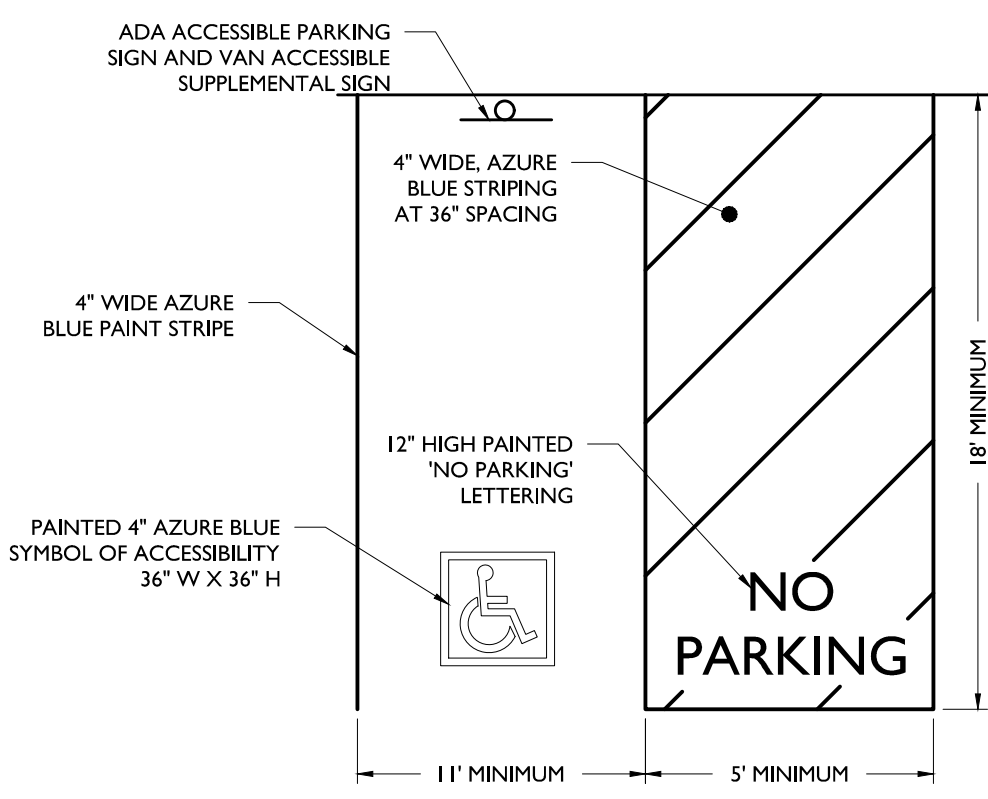 ADA ACCESSIBLE PARKING
SIGN AND VAN ACCESSIBLE
SUPPLEMENTAL SIGN
4" WIDE, AZURE
BLUE STRIPING
AT 36" SPACING
4" WIDE AZURE
BLUE PAINT STRIPE
18' MINIMUM
12" HIGH PAINTED
'NO PARKING'
LETTERING
PAINTED 4" AZURE BLUE
SYMBOL OF ACCESSIBILITY
36" W X 36" H
NO
PARKING
11' MINIMUM
5' MINIMUM